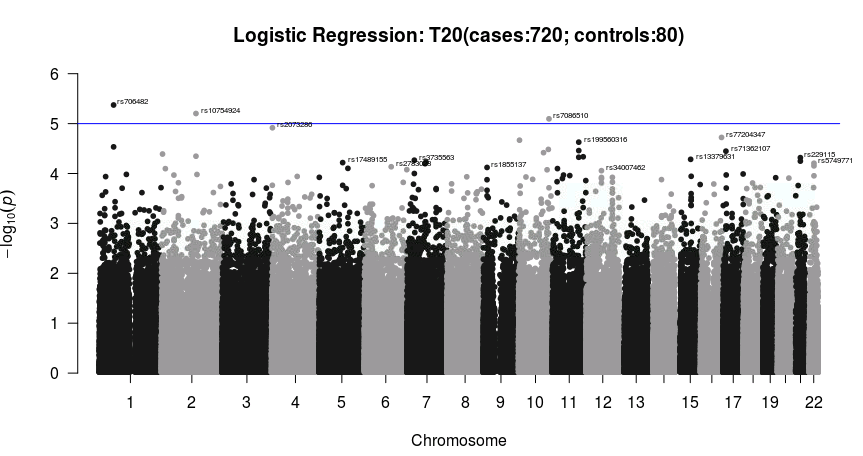 Logistic Regression: T20(cases:720; controls:80)
6
5
4
3
2
1
0
−log10(p)
rs706482
rs10754924
rs2073286
rs7086510
rs77204347
rs199560316
rs71362107
rs17489155
rs3735563
rs1855137
rs34007462
rs13379631
rs229115
rs5749771
1 2 3 4 5 6 7 8 9 10 11 12 13 15 17 19 22
Chromosome